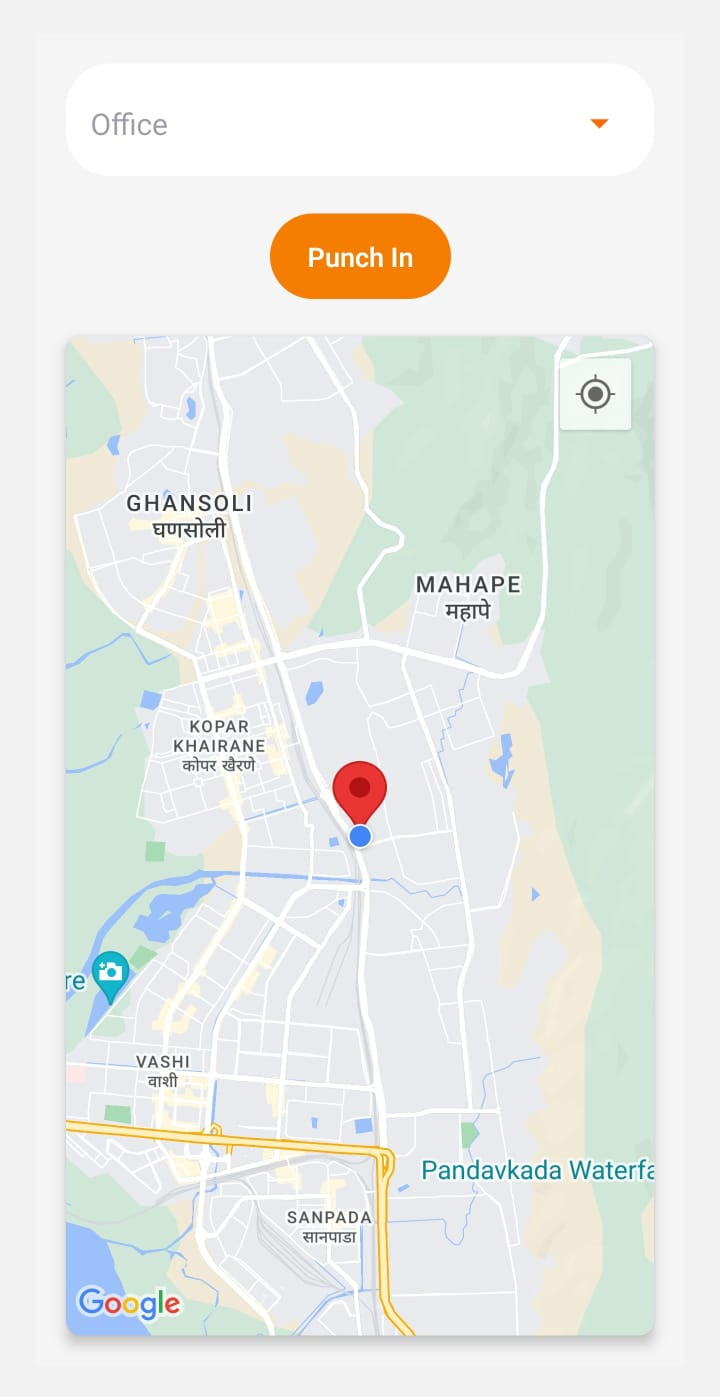 Office
Punch In
GHANSOLI
घणसोली
MAHAPE
महापे
KOPAR
KHAIRANE
कोपर खैरणे
re
VASHI
वाशी
Pandavkada Waterfa
SANPADA
सानपाडा
Google